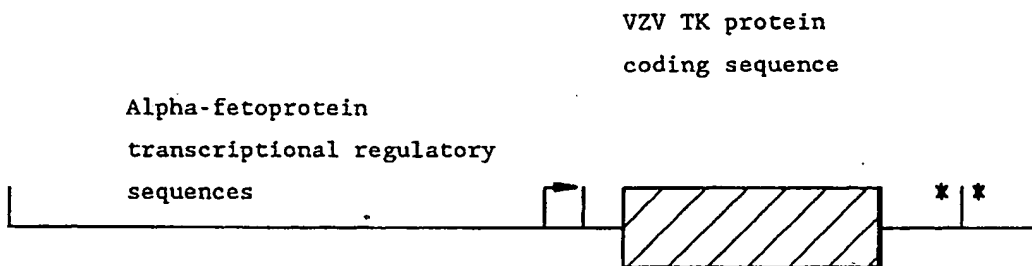 VZV TK protein
coding sequence
Alpha-fetoprotein
transcriptional regulatory
sequences
* *